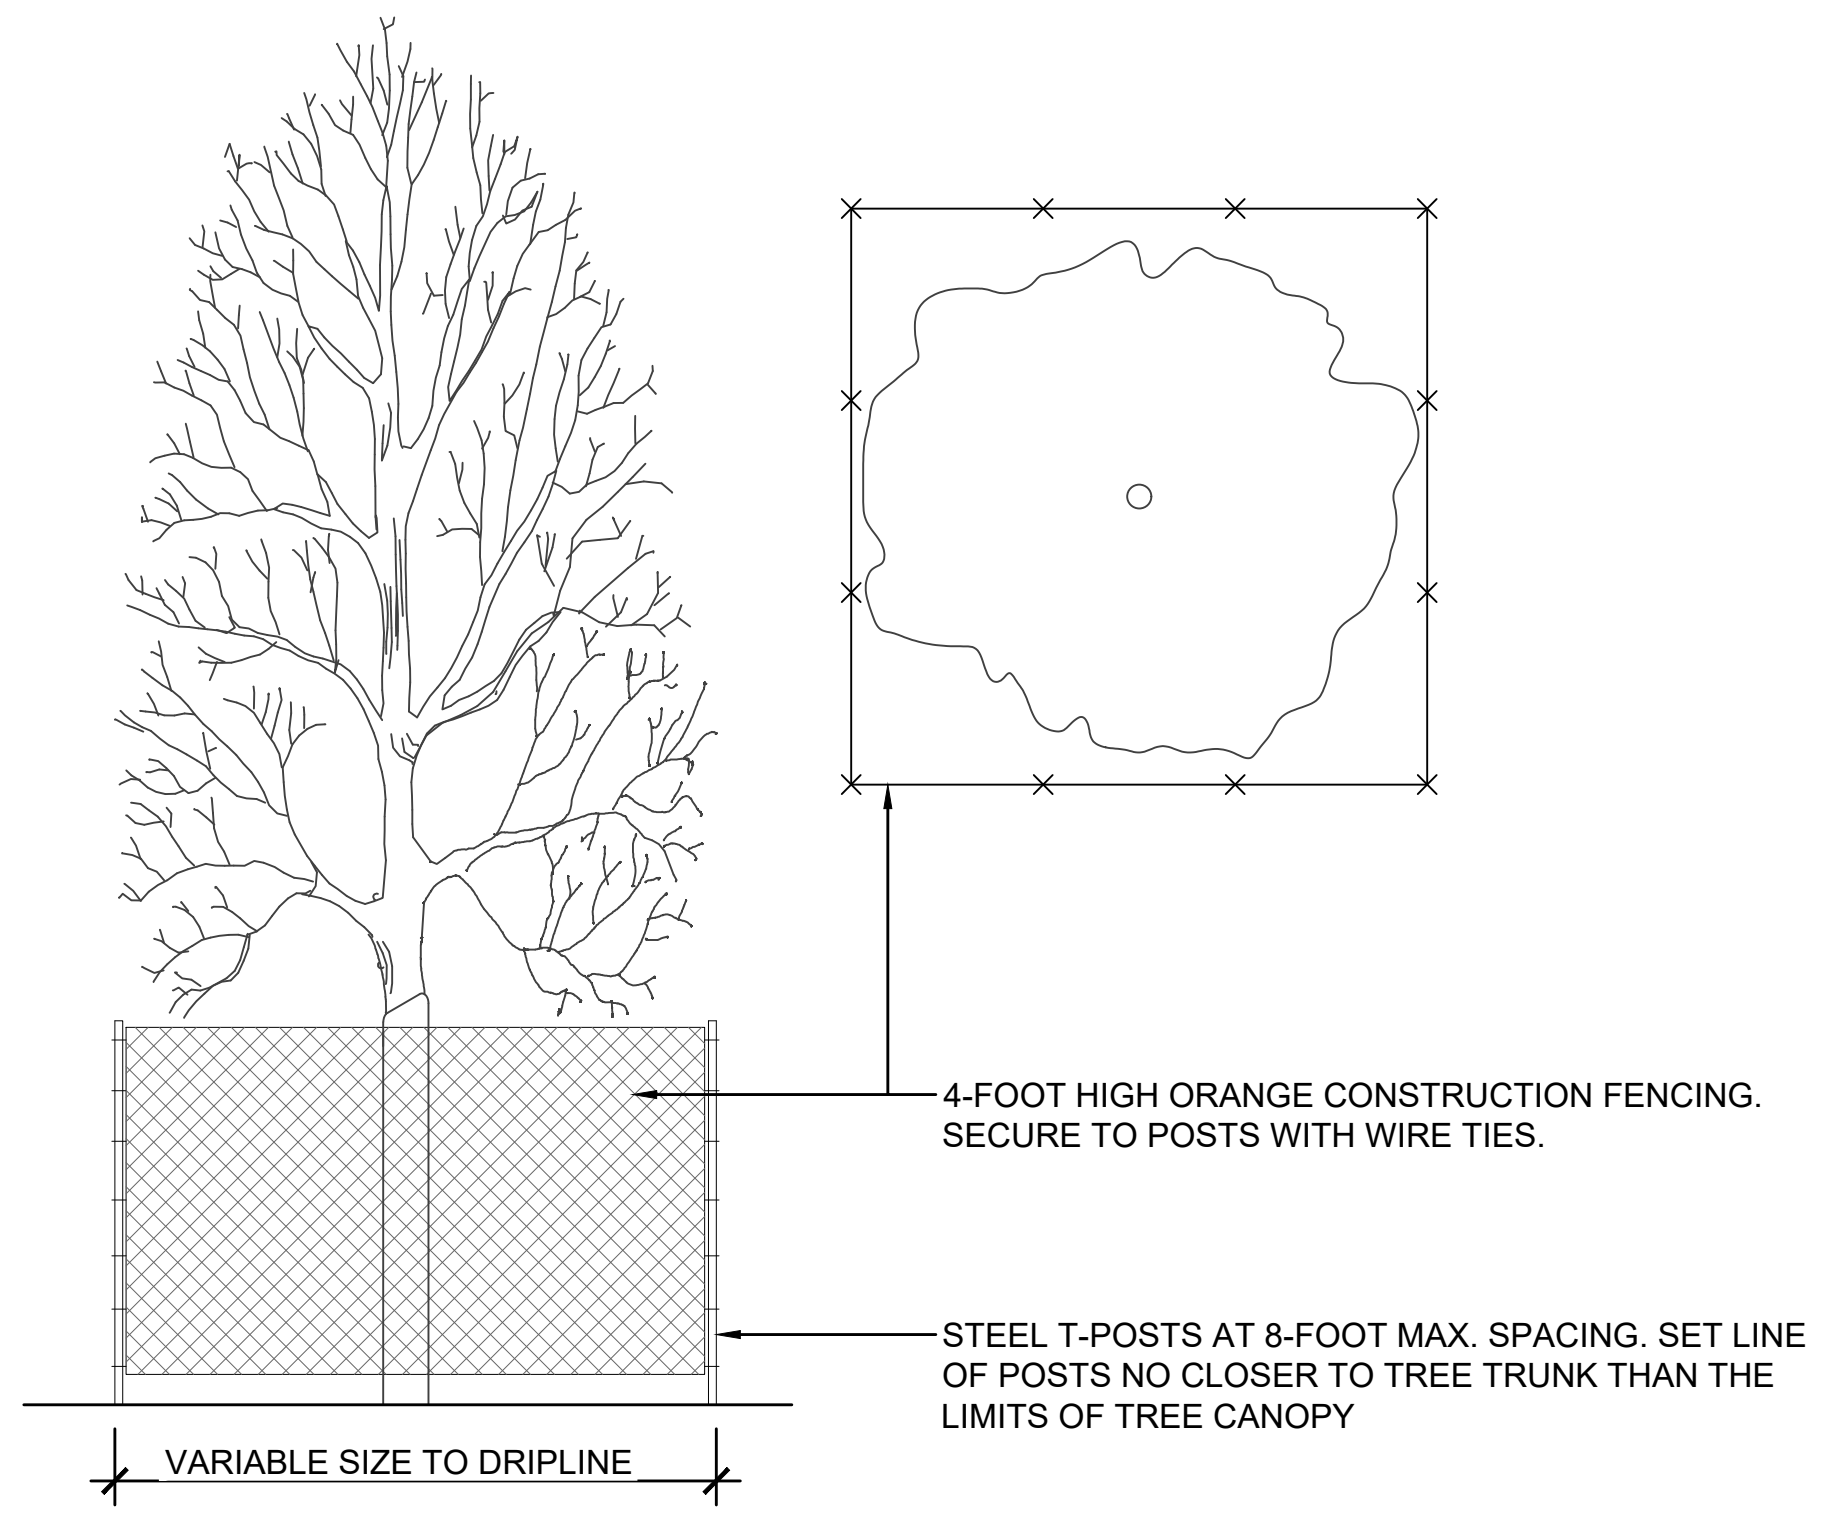 4-FOOT HIGH ORANGE CONSTRUCTION FENCING.
SECURE TO POSTS WITH WIRE TIES.
STEEL T-POSTS AT 8-FOOT MAX. SPACING. SET LINE
OF POSTS NO CLOSER TO TREE TRUNK THAN THE
LIMITS OF TREE CANOPY
VARIABLE SIZE TO DRIPLINE